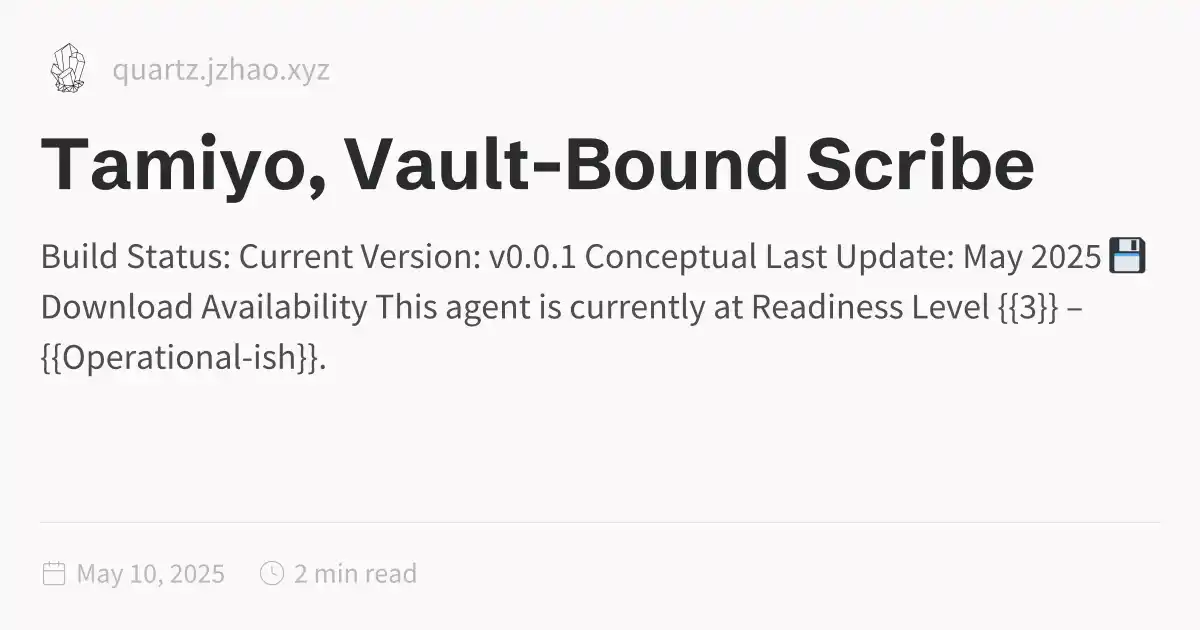 quartz.jzhao.xyz
Tamiyo, Vault-Bound Scribe
Build Status: Current Version: v0.0.1 Conceptual Last Update: May 2025 💾
Download Availability This agent is currently at Readiness Level {{3}} –
{{Operational-ish}}.
May 10, 2025 2 min read